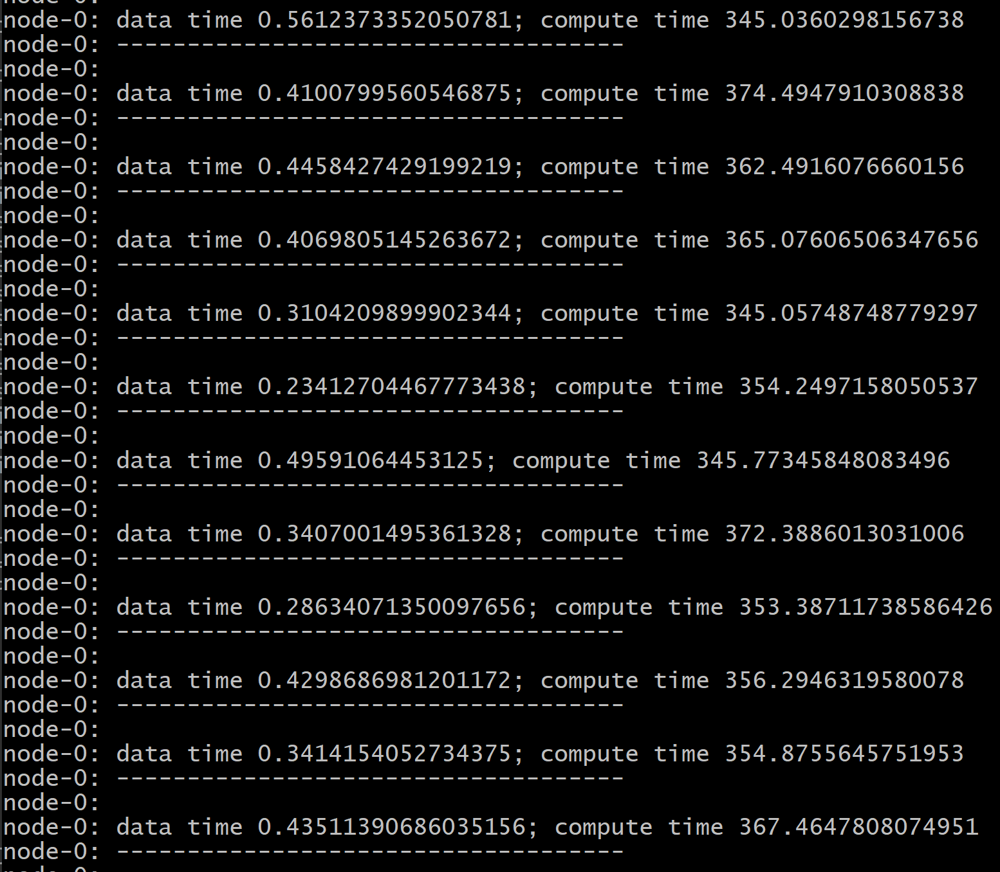 node-0:
node-0: data time 0.5612373352050781; compute time 345.0360298156738
node-0: ------------------------------------
node-0:
node-0: data time 0.4100799560546875; compute time 374.4947910308838
node-0: ------------------------------------
node-0:
node-0: data time 0.4458427429199219; compute time 362.4916076660156
node-0: ------------------------------------
node-0:
node-0: data time 0.4069805145263672; compute time 365.07606506347656
node-0: ------------------------------------
node-0:
node-0: data time 0.3104209899902344; compute time 345.05748748779297
node-0: ------------------------------------
node-0:
node-0: data time 0.23412704467773438; compute time 354.2497158050537
node-0: ------------------------------------
node-0:
node-0: data time 0.49591064453125; compute time 345.77345848083496
node-0: ------------------------------------
node-0:
node-0: data time 0.3407001495361328; compute time 372.3886013031006
node-0: ------------------------------------
node-0:
node-0: data time 0.28634071350097656; compute time 353.38711738586426
node-0: ------------------------------------
node-0:
node-0: data time 0.4298686981201172; compute time 356.2946319580078
node-0: ------------------------------------
node-0:
node-0: data time 0.3414154052734375; compute time 354.8755645751953
node-0: ------------------------------------
node-0:
node-0: data time 0.435113906860351​56; compute time 367.4647808074951
node-0: ------------------------------------
node-0: